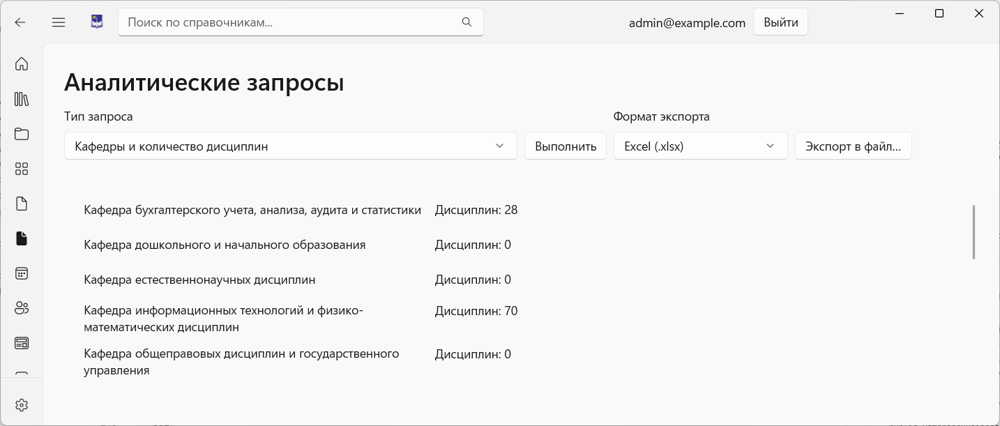 Поиск по справочникам...
admin@example.com
Выйти
Аналитические запросы
Тип запроса
Формат экспорта
Кафедры и количество дисциплин
Выполнить
Excel (.xlsx)
Экспорт в файл...
Кафедра бухгалтерского учета, анализа, аудита и статистики
Дисциплин: 28
Кафедра дошкольного и начального образования
Дисциплин: 0
Кафедра естественнонаучных дисциплин
Дисциплин: 0
Кафедра информационных технологий и физико-
математических дисциплин
Дисциплин: 70
Кафедра общеправовых дисциплин и государственного
управления
Дисциплин: 0